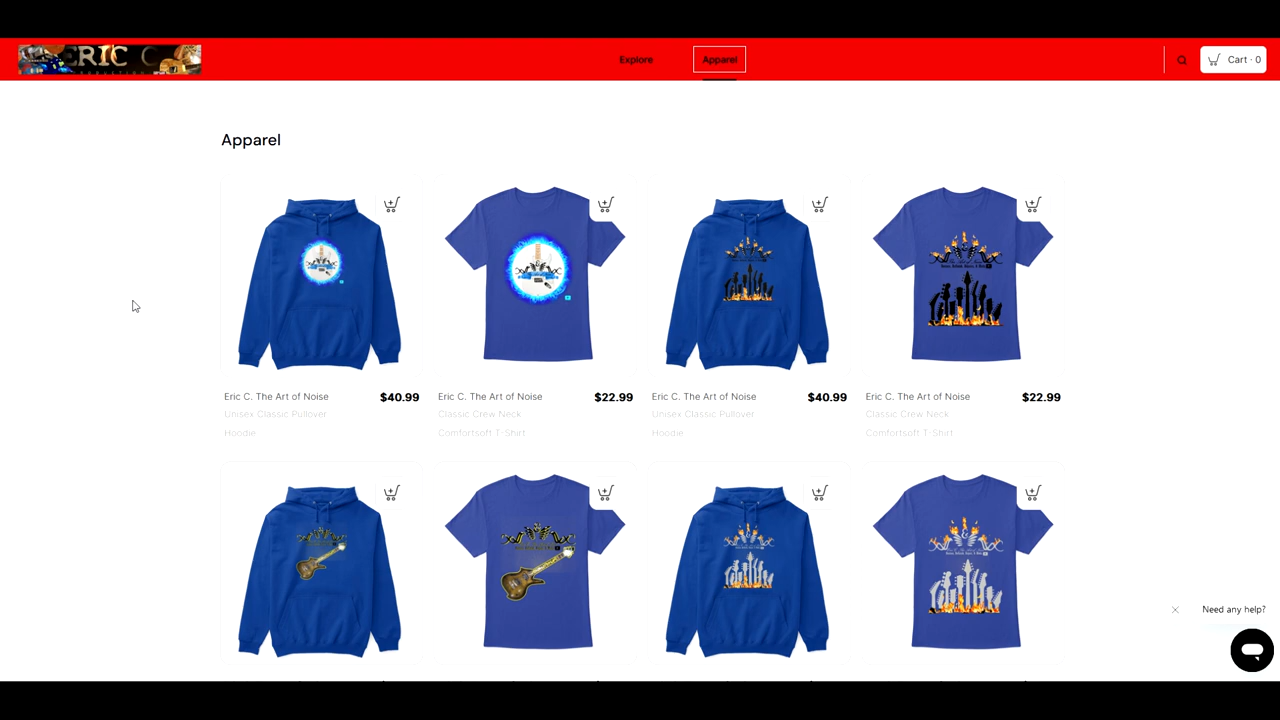 ERIC C
Explore
Apparel
Cart · 0
Apparel
Eric C. The Art of Noise
$40.99
Unisex Classic Pullover
Hoodie
Eric C. The Art of Noise
$22.99
Classic Crew Neck
Comfortsoft T-Shirt
Eric C. The Art of Noise
$40.99
Unisex Classic Pullover
Hoodie
Eric C. The Art of Noise
$22.99
Classic Crew Neck
Comfortsoft T-Shirt
Need any help?